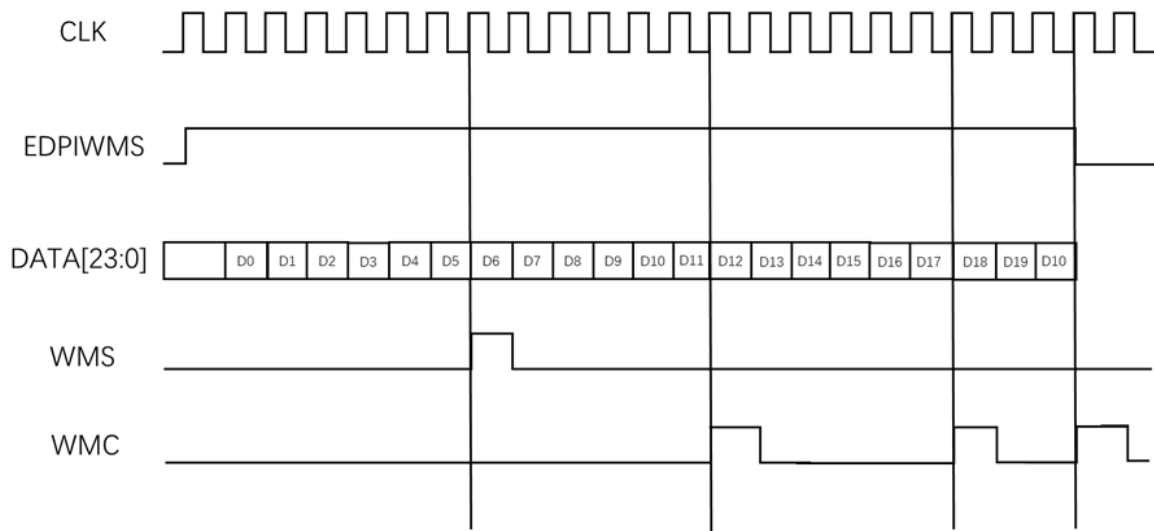 CLK
EDPIWMS
DATA[23:0] D0 D1 D2 D3 D4 D5 D6 D7 D8 D9 D10 D11 D12 D13 D14 D15 D16 D17 D18 D19 D10
WMS
WMC